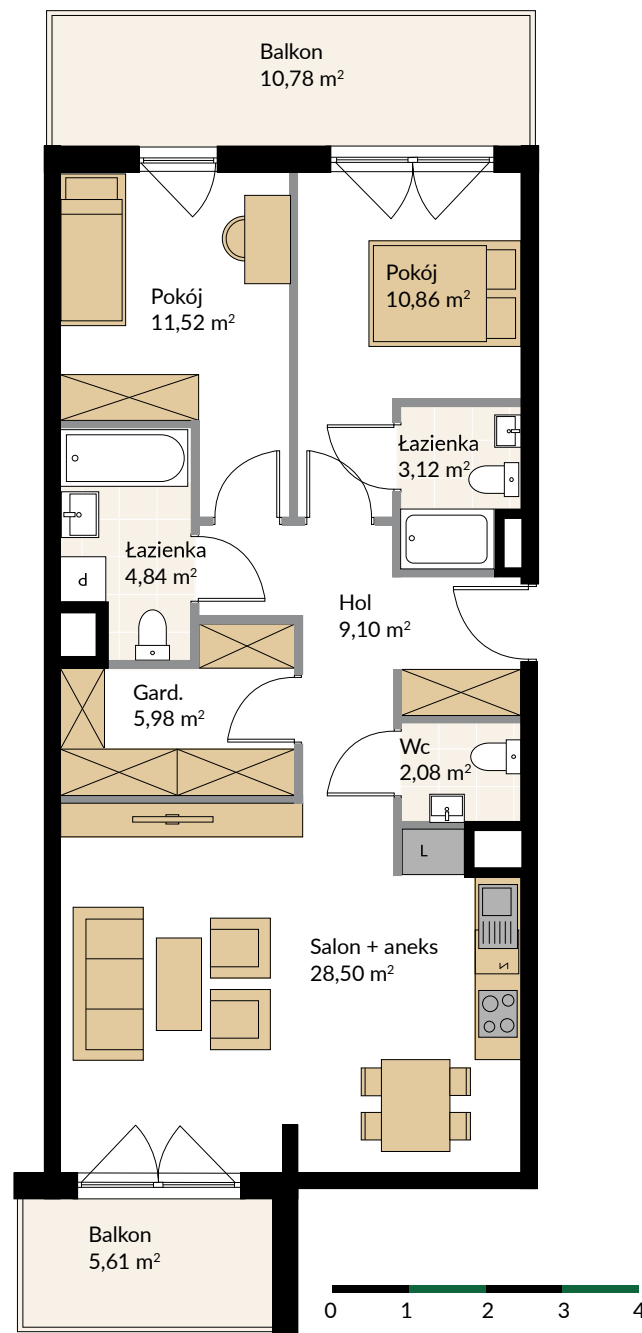 Balkon
10,78 m²
Pokój
11,52 m²
Pokój
10,86 m²
Łazienka
3,12 m²
Łazienka
4,84 m²
P
Hol
9,10 m²
Gard.
5,98 m²
Wc
2,08 m²
L
Salon + aneks
28,50 m²
N
Balkon
5,61 m²
0 1 2 3 4